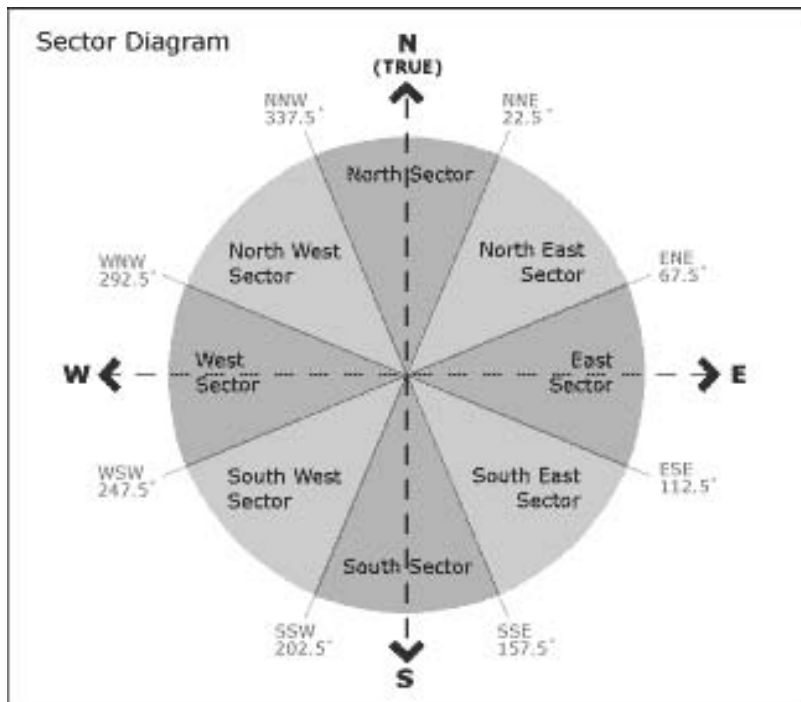 Sector Diagram
N
(TRUE)
NNW
337.5°
NNE
22.5°
North Sector
North West
Sector
North East
Sector
WNW
292.5°
ENE
67.5°
W
West
Sector
East
Sector
E
WSW
247.5°
South West
Sector
South East
Sector
ESE
112.5°
South Sector
SSW
202.5°
SSE
157.5°
S